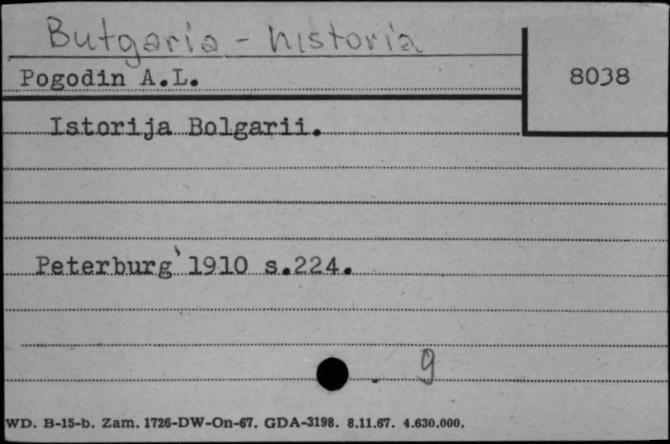 Bułgaria - historia
Pogodin A.L.
8038
Istorija Bolgarii.
Peterburg' 1910 s.224.
9
WD. B-15-b. Zam. 1726-DW-On-67. GDA-3198. 8.11.67. 4.630.000.